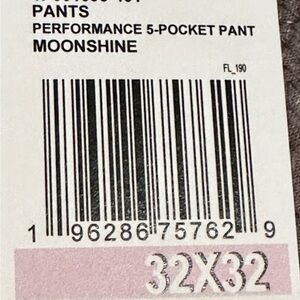 PANTS
PERFORMANCE 5-POCKET PANT
MOONSHINE
FL_190
1 96286 75762 9
32X32